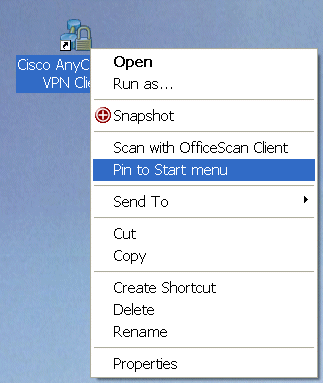 Cisco AnyC
VPN Clie
Open
Run as...
Snapshot
Scan with OfficeScan Client
Pin to Start menu
Send To
Cut
Copy
Create Shortcut
Delete
Rename
Properties